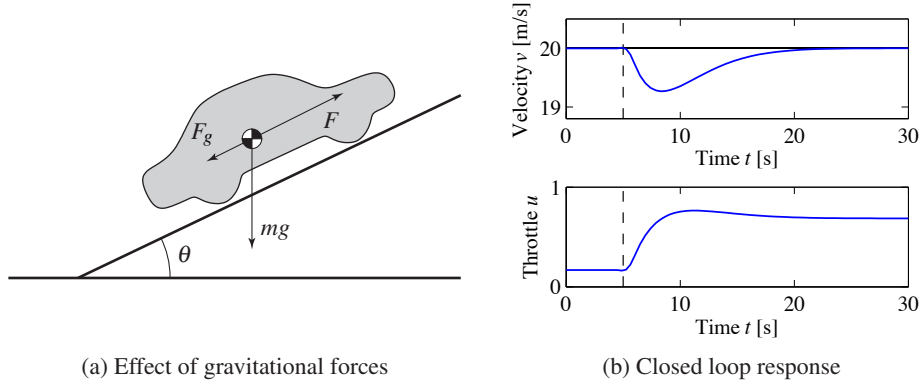 F_g
F
mg
θ
(a) Effect of gravitational forces
Velocity v [m/s]
20
19
0 10 20 30
Time t [s]
Throttle u
1
0
0 10 20 30
Time t [s]
(b) Closed loop response